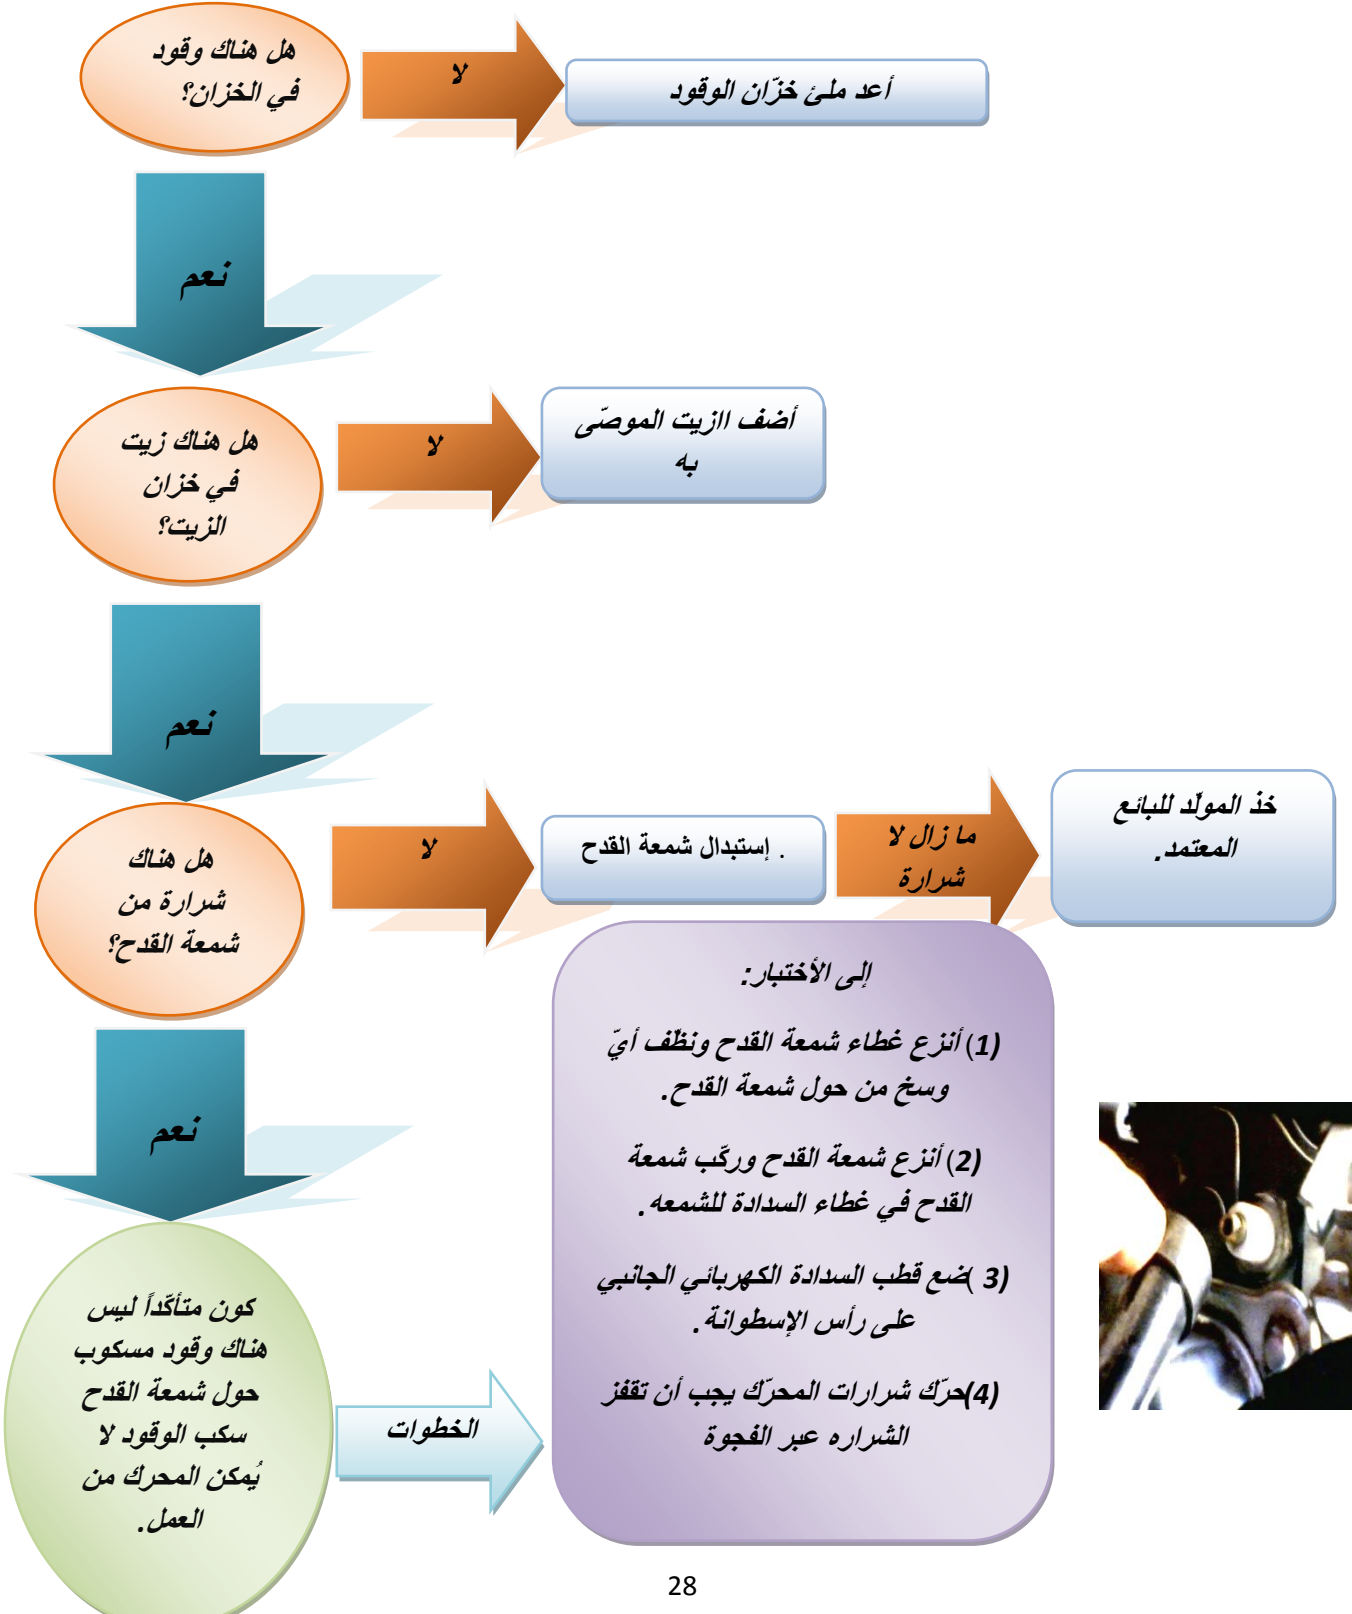 هل هناك وقود
في الخزان؟
لا
أعد ملئ خزّان الوقود
نعم
هل هناك زيت
في خزان
الزيت؟
لا
أضف اازيت الموصّى
به
نعم
هل هناك
شرارة من
شمعة القدح؟
لا
. إستبدال شمعة القدح
ما زال لا
شرارة
خذ المولّد للبائع
المعتمد.
نعم
كون متأكّداً ليس
هناك وقود مسكوب
حول شمعة القدح
سكب الوقود لا
يُمكن المحرك من
العمل.
الخطوات
إلى الأختبار:
(1) أنزع غطاء شمعة القدح ونظّف أيّ
وسخ من حول شمعة القدح.
(2) أنزع شمعة القدح وركّب شمعة
القدح في غطاء السدادة للشمعه.
(3 )ضع قطب السدادة الكهربائي الجانبي
على رأس الإسطوانة.
(4)حرّك شرارات المحرّك يجب أن تقفز
الشراره عبر الفجوة
28